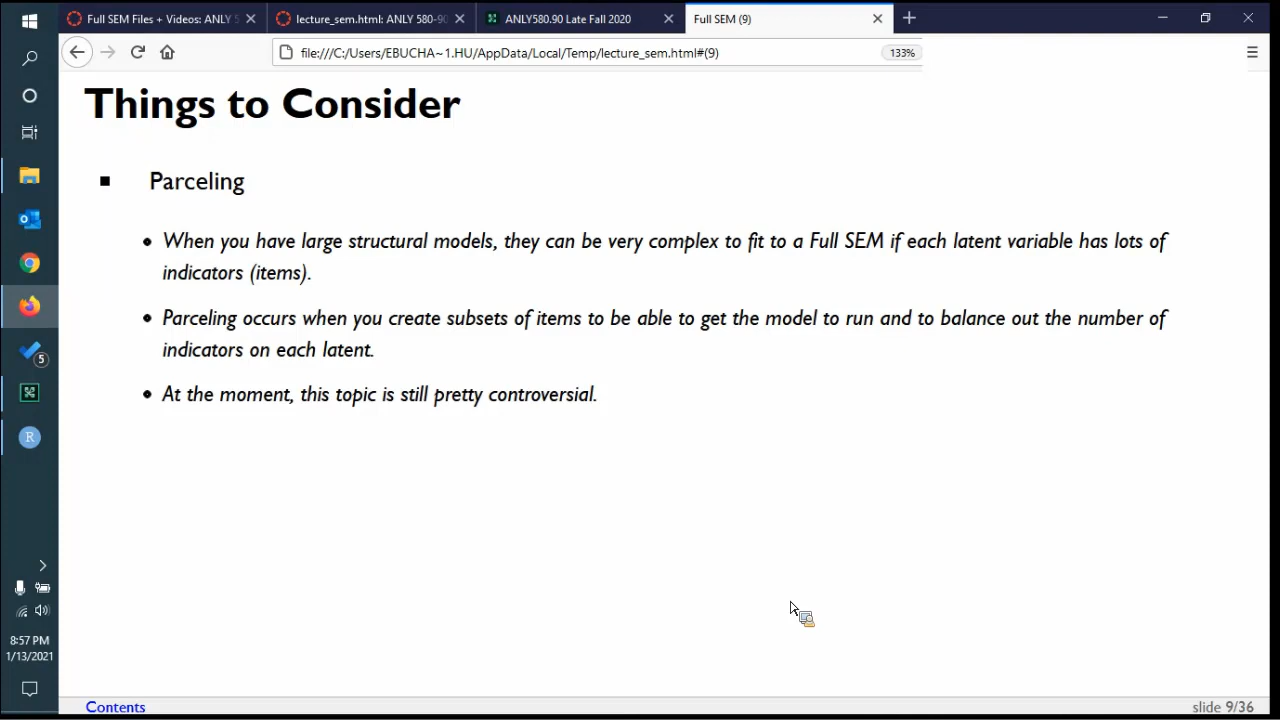 Full SEM Files + Videos: ANLY 5
lecture_sem.html: ANLY 580-90
ANLY580.90 Late Fall 2020
Full SEM (9)
file:///C:/Users/EBUCHA~1.HU/AppData/Local/Temp/lecture_sem.html#(9)
133%
Things to Consider
Parceling
When you have large structural models, they can be very complex to fit to a Full SEM if each latent variable has lots of
indicators (items).
Parceling occurs when you create subsets of items to be able to get the model to run and to balance out the number of
indicators on each latent.
At the moment, this topic is still pretty controversial.
5
R
8:57 PM
1/13/2021
Contents
slide 9/36